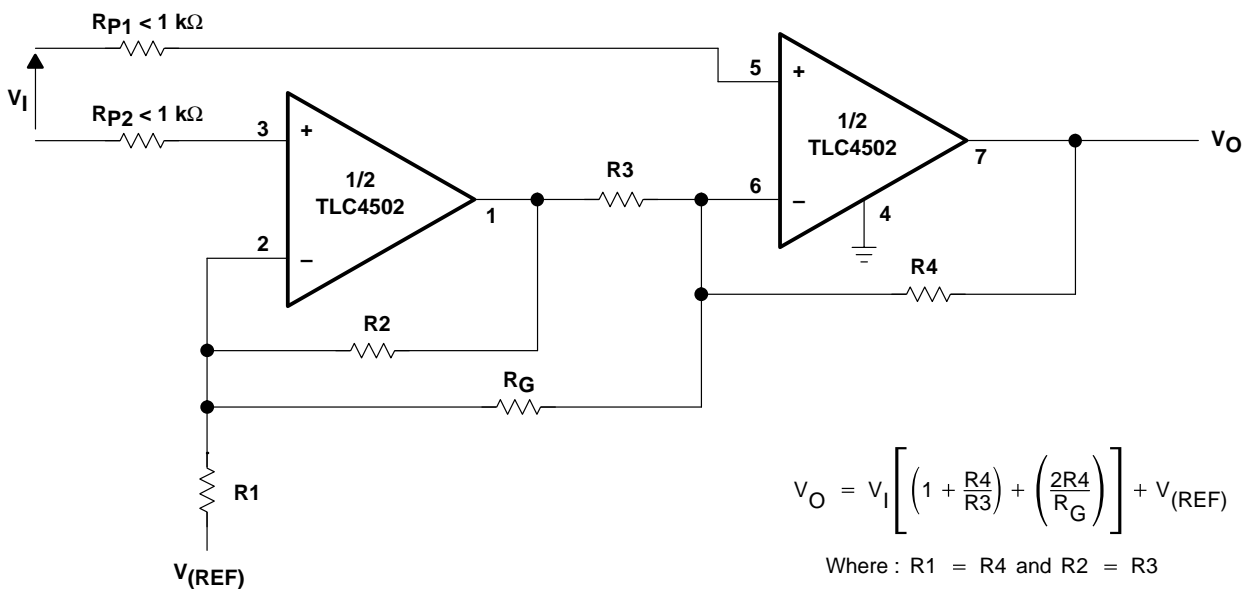 RP1 < 1 kΩ
VI
RP2 < 1 kΩ
3
+
1/2
TLC4502
1
2
–
R3
5
+
1/2
TLC4502
7
VO
6
–
4
R4
R2
RG
R1
V(REF)
VO = VI[(1 + R4/R3) + (2R4/RG)] + V(REF)
Where : R1 = R4 and R2 = R3